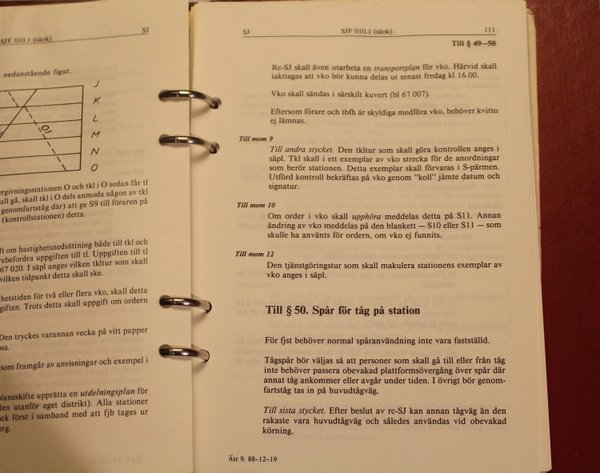 SJF 010.1 (säok)
SJ
nedanstående figur.
J
K
L
M
N
O
10
ergivningsstationen O och tkl i O sedan får tl
all gå, skall tkl i O dels anmoda någon av tkl
genomfartståg där) att ge S9 till föraren på
(kontrollstationen) detta.
ft om hastighetsnedsättning både till tkl och
rebefordra uppgiften till tl. Uppgiften till tl
67 020. I säpl anges vilken tkltur som skall
vilken tidpunkt detta skall ske.
ghetstiden för två eller flera vko, skall detta
giften. Trots detta skall uppgift om ordern
Den tryckes varannan vecka på vitt papper
osa.
som framgår av anvisningar och exempel i
planeskifte upprätta en utdelningsplan för
len utanför eget distrikt). Alla stationer
ock först i samband med att fjb tages ur
org.
SJ
SJF 010.1 (säok)
111
Till § 49—50
Rc-SJ skall även utarbeta en transportplan för vko. Härvid skall
iakttagas att vko bör kunna delas ut senast fredag kl 16.00.
Vko skall sändas i särskilt kuvert (bl 67 007).
Eftersom förare och tbfh är skyldiga medföra vko, behöver kvitto
ej lämnas.
Till mom 9
Till andra stycket. Den tkltur som skall göra kontrollen anges i
säpl. Tkl skall i ett exemplar av vko strecka för de anordningar
som berör stationen. Detta exemplar skall förvaras i S-pärmen.
Utförd kontroll bekräftas på vko genom "koll" jämte datum och
signatur.
Till mom 10
Om order i vko skall upphöra meddelas detta på S11. Annan
ändring av vko meddelas på den blankett — S10 eller S11 — som
skulle ha använts för ordern, om vko ej funnits.
Till mom 12
Den tjänstgöringstur som skall makulera stationens exemplar av
vko anges i säpl.
Till § 50. Spår för tåg på station
För fjst behöver normal spåranvändning inte vara fastställd.
Tågspår bör väljas så att personer som skall gå till eller från tåg
inte behöver passera obevakad plattformsövergång över spår där
annat tåg ankommer eller avgår under tiden. I övrigt bör genom-
fartståg tas in på huvudtågväg.
Till sista stycket. Efter beslut av rc-SJ kan annan tågväg än den
rakaste vara huvudtågväg och således användas vid obevakad
körning.
Ätr 9. 88-12-19